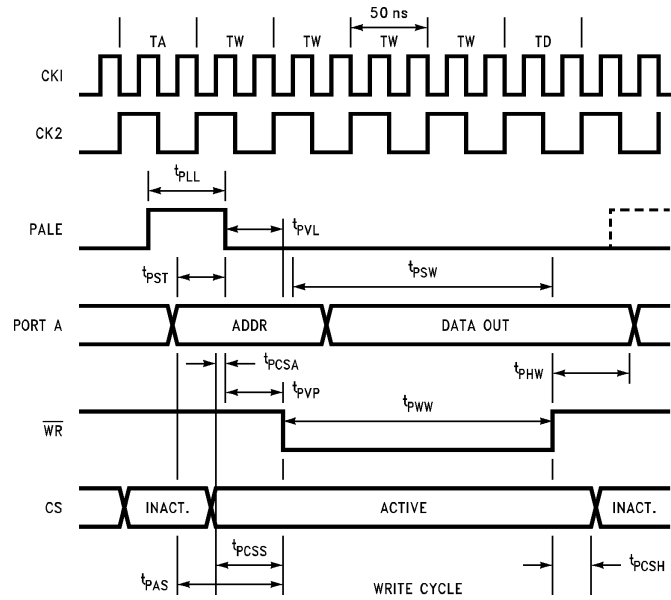 50 ns
TA TW TW TW TW TD
CK1
CK2
tPLL
PALE
tPVL
tPST
tPSW
PORT A
ADDR
DATA OUT
tPCSA
tPHW
tPVP
tPWW
WR
CS
INACT.
ACTIVE
INACT.
tPCSS
tPCSH
tPAS
WRITE CYCLE